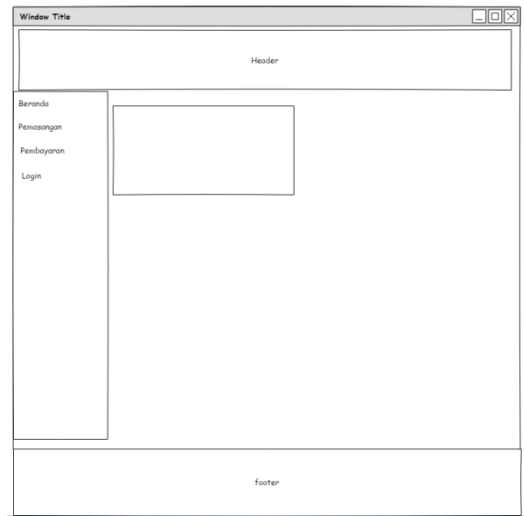 Window Title
Header
Beranda
Pemasangan
Pembayaran
Login
footer